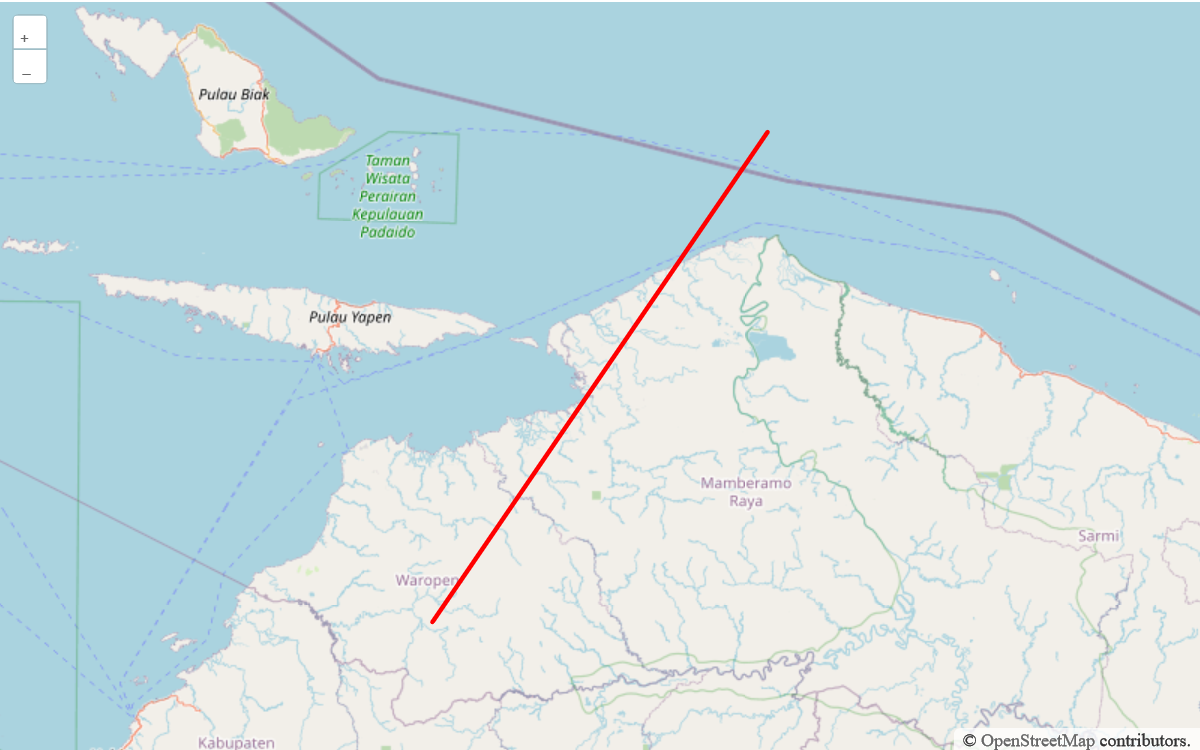 +
–
Pulau Biak
Taman
Wisata
Perairan
Kepulauan
Padaido
Pulau Yapen
Mamberamo
Raya
Sarmi
Waropen
Kabupaten
© OpenStreetMap contributors.